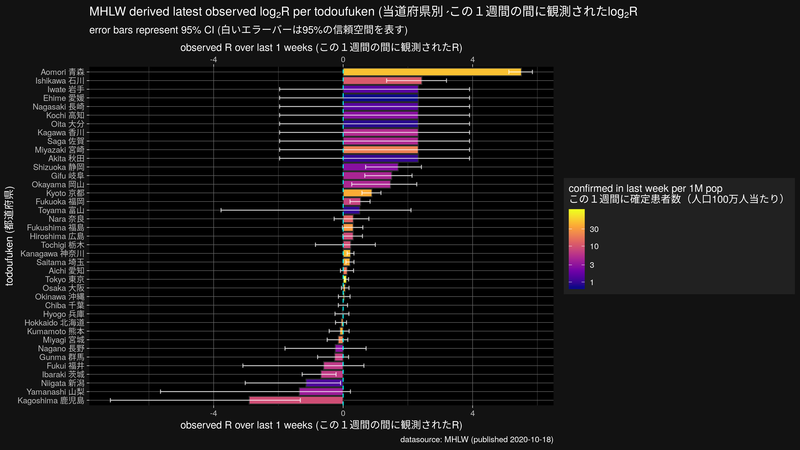 MHLW derived latest observed log2R per todoufuken (当道府県別 -この１週間の間に観測されたlog2R
error bars represent 95% CI (白いエラーバーは95%の信頼空間を表す)
observed R over last 1 weeks (この１週間の間に観測されたR)
-4 0 4
Aomori 青森
Ishikawa 石川
Iwate 岩手
Ehime 愛媛
Nagasaki 長崎
Kochi 高知
Oita 大分
Kagawa 香川
Saga 佐賀
Miyazaki 宮崎
Akita 秋田
Shizuoka 静岡
Gifu 岐阜
Okayama 岡山
Kyoto 京都
Fukuoka 福岡
Toyama 富山
Nara 奈良
Fukushima 福島
Hiroshima 広島
Tochigi 栃木
Kanagawa 神奈川
Saitama 埼玉
Aichi 愛知
Tokyo 東京
Osaka 大阪
Okinawa 沖縄
Chiba 千葉
Hyogo 兵庫
Hokkaido 北海道
Kumamoto 熊本
Miyagi 宮城
Nagano 長野
Gunma 群馬
Fukui 福井
Ibaraki 茨城
Niigata 新潟
Yamanashi 山梨
Kagoshima 鹿児島
todoufuken (都道府県)
-4 0 4
observed R over last 1 weeks (この１週間の間に観測されたR)
datasource: MHLW (published 2020-10-18)
confirmed in last week per 1M pop
この１週間に確定患者数（人口100万人当たり）
30
10
3
1